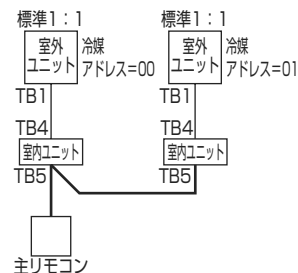 標準1:1
室外
ユニット
冷媒
アドレス=00
TB1
TB4
室内ユニット
TB5
標準1:1
室外
ユニット
冷媒
アドレス=01
TB1
TB4
室内ユニット
TB5
主リモコン